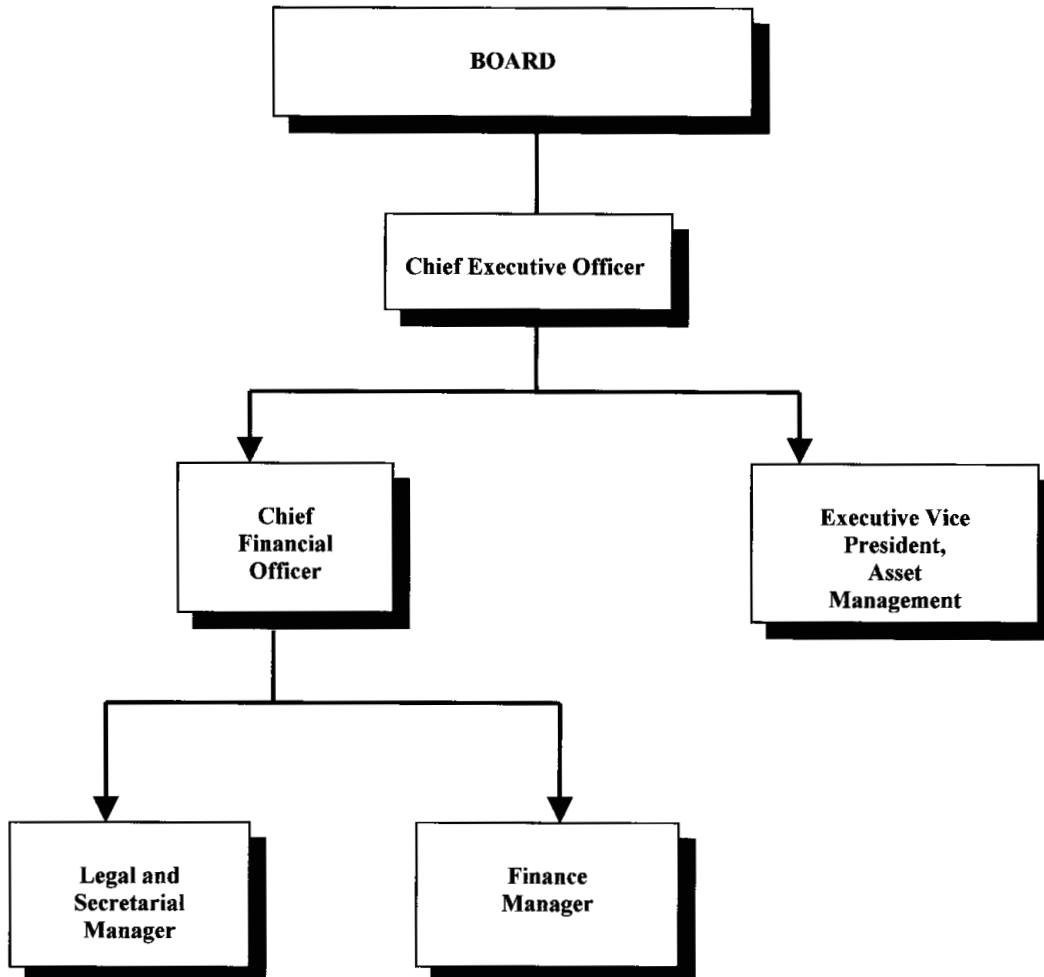 BOARD
Chief Executive Officer
Chief
Financial
Officer
Executive Vice
President,
Asset
Management
Legal and
Secretarial
Manager
Finance
Manager